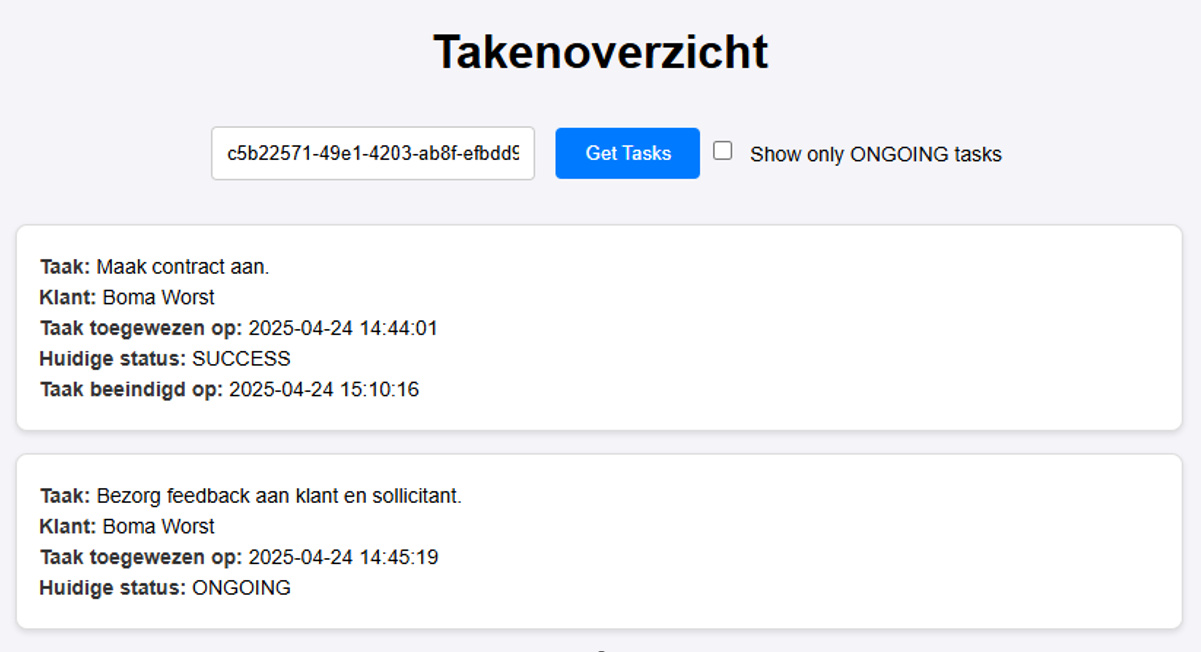 Takenoverzicht
c5b22571-49e1-4203-ab8f-efbdd9
Get Tasks
Show only ONGOING tasks
Taak: Maak contract aan.
Klant: Boma Worst
Taak toegewezen op: 2025-04-24 14:44:01
Huidige status: SUCCESS
Taak beeindigd op: 2025-04-24 15:10:16
Taak: Bezorg feedback aan klant en sollicitant.
Klant: Boma Worst
Taak toegewezen op: 2025-04-24 14:45:19
Huidige status: ONGOING